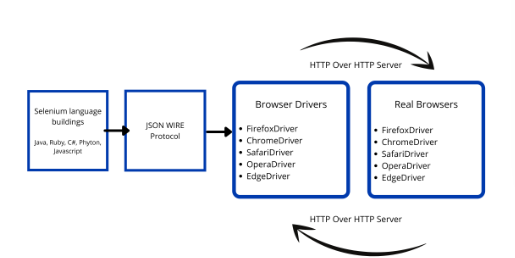 HTTP Over HTTP Server
Selenium language
buildings
Java, Ruby, C#, Phyton,
Javascript
JSON WIRE
Protocol
Browser Drivers
• FirefoxDriver
• ChromeDriver
• SafariDriver
• OperaDriver
• EdgeDriver
Real Browsers
• FirefoxDriver
• ChromeDriver
• SafariDriver
• OperaDriver
• EdgeDriver
HTTP Over HTTP Server